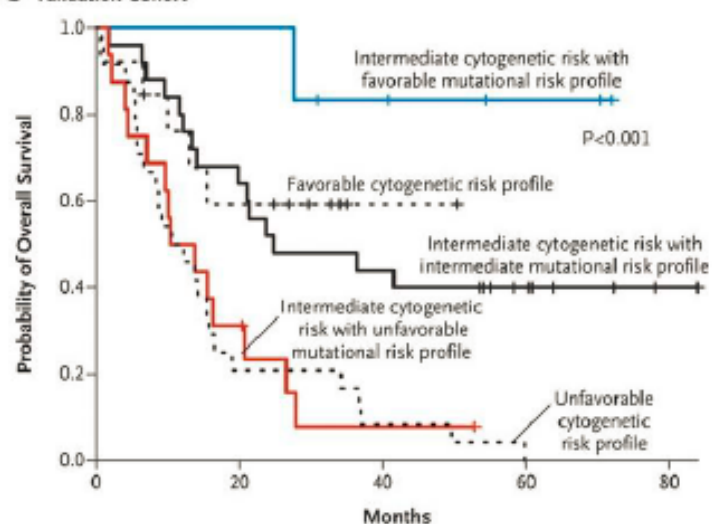 1.0
Intermediate cytogenetic risk with
favorable mutational risk profile
0.8
P<0.001
Favorable cytogenetic risk profile
0.6
Intermediate cytogenetic risk with
intermediate mutational risk profile
0.4
Intermediate cytogenetic
risk with unfavorable
mutational risk profile
0.2
Unfavorable
cytogenetic
risk profile
0.0
0 20 40 60 80
Probability of Overall Survival
Months